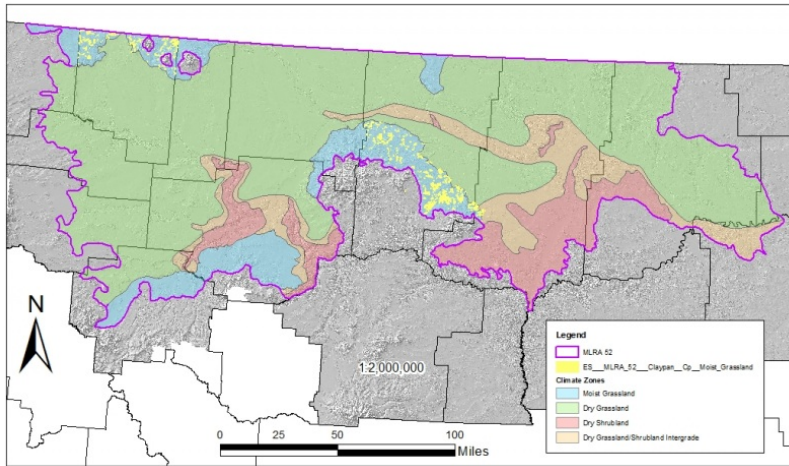 N
1:2,000,000
0 25 50 100
Miles
Legend
MLRA 52
ES___MLRA_52___Claypan__Cp__Moist_Grassland
Climate Zones
Moist Grassland
Dry Grassland
Dry Shrubland
Dry Grassland/Shrubland Intergrade